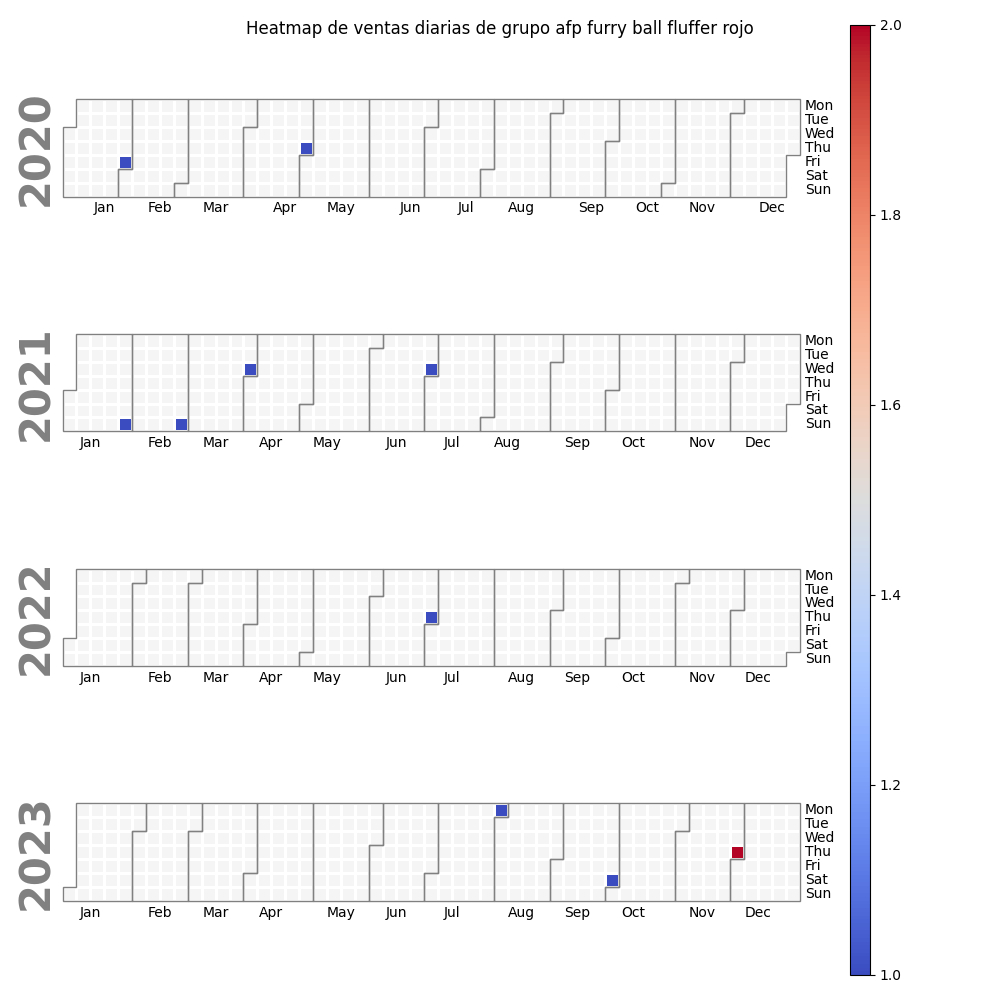 Heatmap de ventas diarias de grupo afp furry ball fluffer rojo
2020
Mon
Tue
Wed
Thu
Fri
Sat
Sun
Jan Feb Mar Apr May Jun Jul Aug Sep Oct Nov Dec
2021
Mon
Tue
Wed
Thu
Fri
Sat
Sun
Jan Feb Mar Apr May Jun Jul Aug Sep Oct Nov Dec
2022
Mon
Tue
Wed
Thu
Fri
Sat
Sun
Jan Feb Mar Apr May Jun Jul Aug Sep Oct Nov Dec
2023
Mon
Tue
Wed
Thu
Fri
Sat
Sun
Jan Feb Mar Apr May Jun Jul Aug Sep Oct Nov Dec
2.0
1.8
1.6
1.4
1.2
1.0